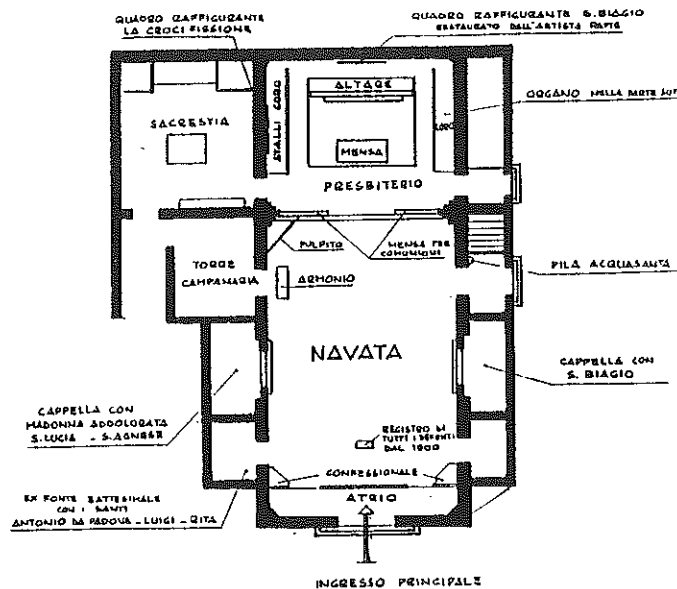 QUADRO RAFFIGURANTE
LA CROCIFISSIONE
QUADRO RAFFIGURANTE S. BIAGIO
RESTAURATO DALL'ARTISTA
ORGANO NELLA PARTE SUP
STALLI CORO
ALTARE
CORO
SACRESTIA
MENSA
PRESBITERIO
PULPITO
MENSA PER
COMUNIONI
PILA ACQUASANTA
TORRE
CAMPANARIA
ARMONIO
NAVATA
CAPPELLA CON
S. BIAGIO
CAPPELLA CON
MADONNA ADDOLORATA
S. LUCIA - S. AGNESE
REGISTRO DI
TUTTI I DEFUNTI
DAL 1900
CONFESSIONALE
EX FONTE BATTESIMALE
CON I SANTI
ANTONIO DA PADOVA - LUIGI - RITA
ATRIO
INGRESSO PRINCIPALE